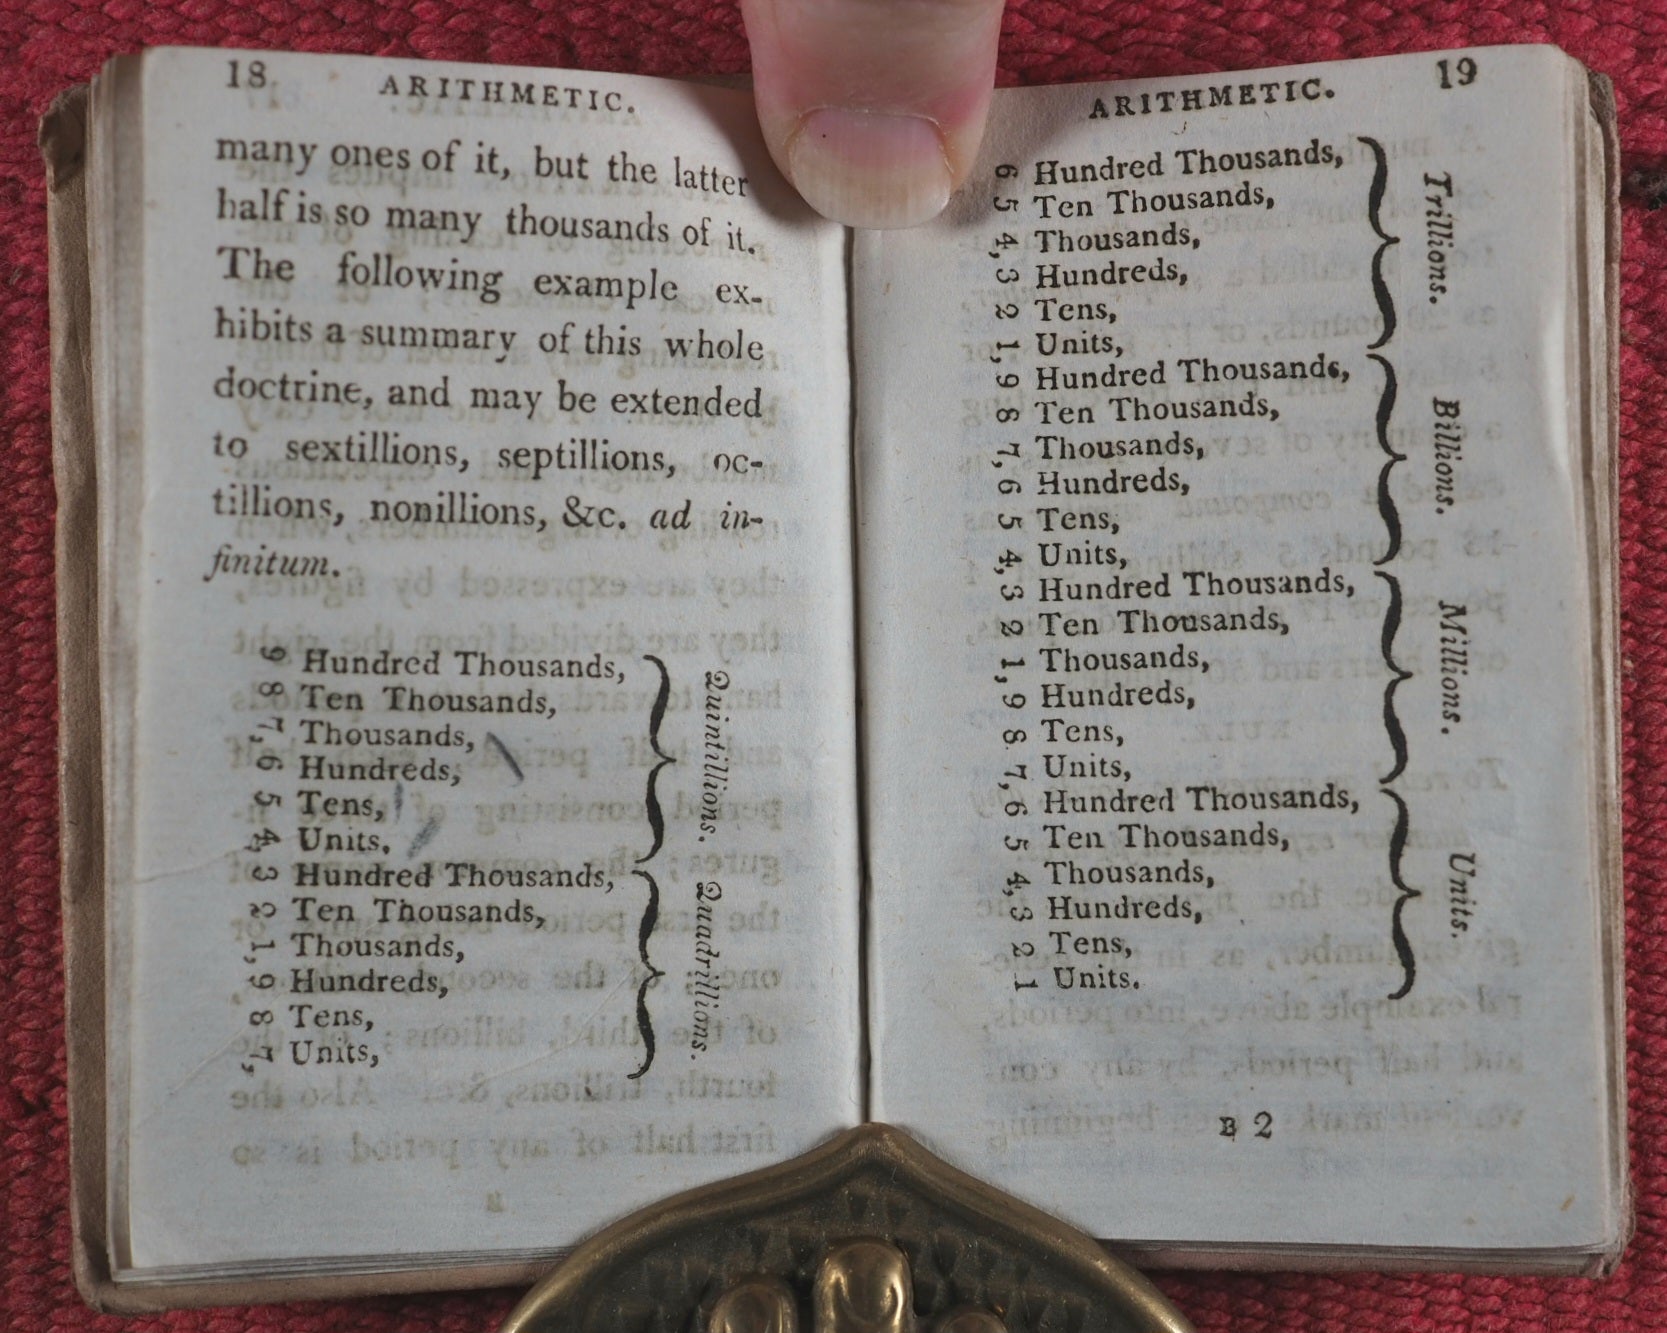 18 ARITHMETIC.
many ones of it, but the latter
half is so many thousands of it.
The following example ex-
hibits a summary of this whole
doctrine, and may be extended
to sextillions, septillions, oc-
tillions, nonillions, &c. ad in-
finitum.
9 Hundred Thousands,
8 Ten Thousands,
7, Thousands,
6 Hundreds,
5 Tens,
4, Units,
Quintillions.
3 Hundred Thousands,
2 Ten Thousands,
1, Thousands,
9 Hundreds,
8 Tens,
7, Units,
Quadrillions.
ARITHMETIC. 19
6 Hundred Thousands,
5 Ten Thousands,
4, Thousands,
3 Hundreds,
2 Tens,
1, Units,
Trillions.
9 Hundred Thousands,
8 Ten Thousands,
7, Thousands,
6 Hundreds,
5 Tens,
4, Units,
Billions.
3 Hundred Thousands,
2 Ten Thousands,
1, Thousands,
9 Hundreds,
8 Tens,
7, Units,
Millions.
6 Hundred Thousands,
5 Ten Thousands,
4, Thousands,
3 Hundreds,
2 Tens,
1 Units.
Units.
B 2